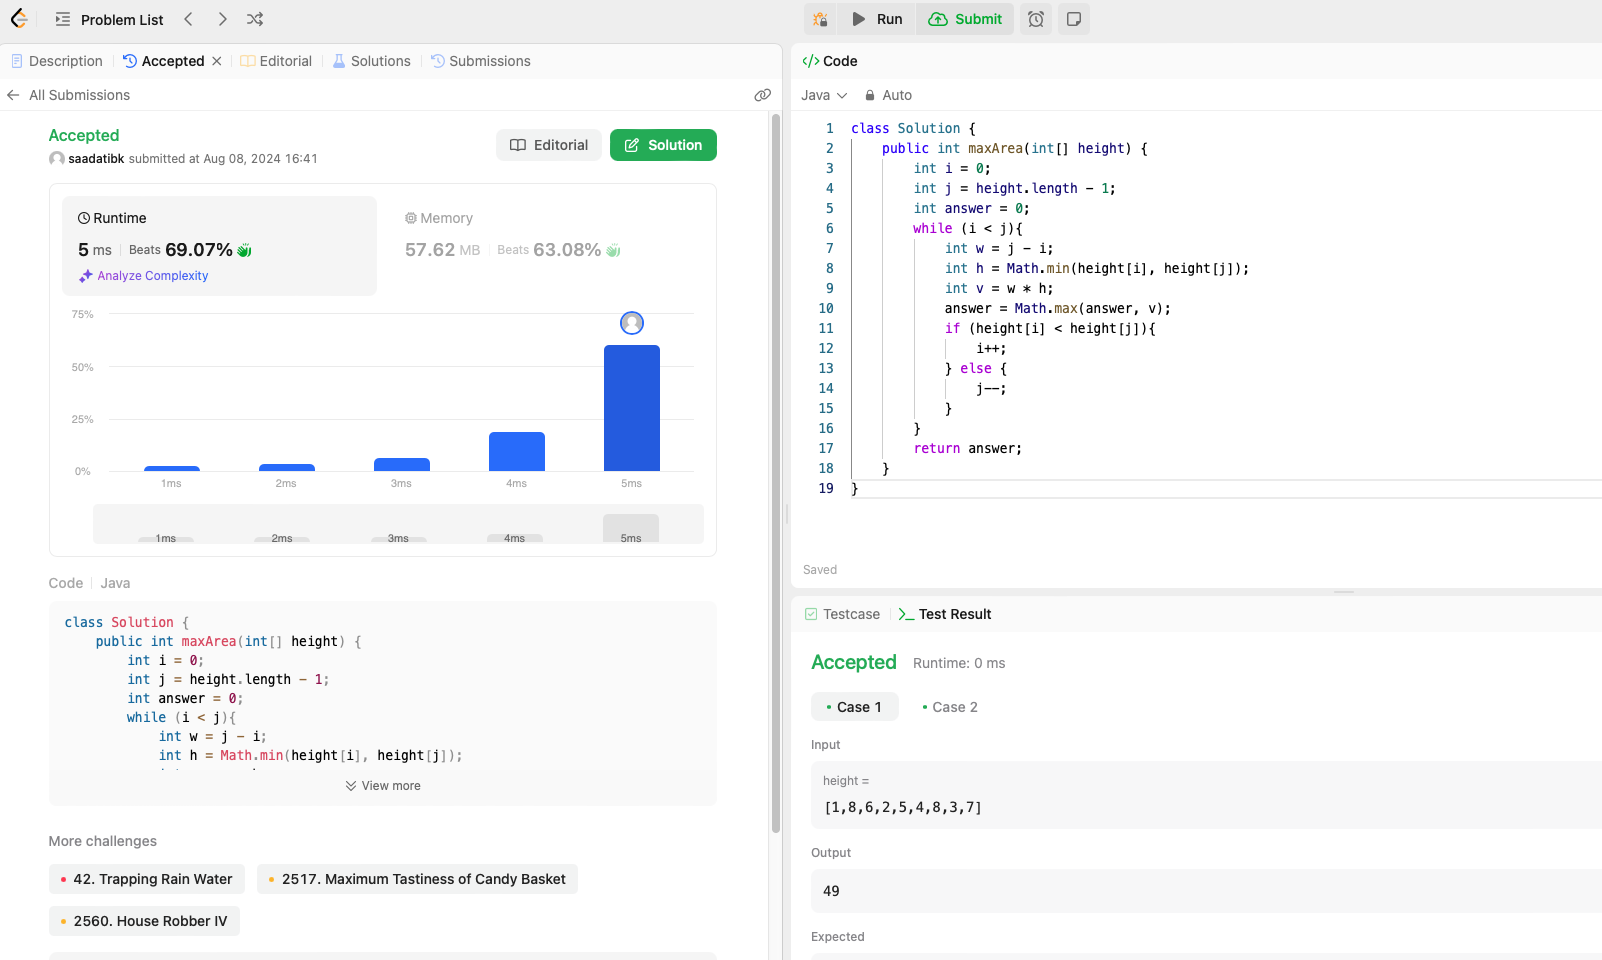 Problem List
Run
Submit
Description
Accepted
Editorial
Solutions
Submissions
All Submissions
Accepted
saadatibk submitted at Aug 08, 2024 16:41
Editorial
Solution
Runtime
5 ms
Beats 69.07%
Analyze Complexity
Memory
57.62 MB
Beats 63.08%
75%
50%
25%
0%
1ms
2ms
3ms
4ms
5ms
1ms
2ms
3ms
4ms
5ms
Code
Java
class Solution {
    public int maxArea(int[] height) {
        int i = 0;
        int j = height.length - 1;
        int answer = 0;
        while (i < j){
            int w = j - i;
            int h = Math.min(height[i], height[j]);
View more
More challenges
42. Trapping Rain Water
2517. Maximum Tastiness of Candy Basket
2560. House Robber IV
</> Code
Java
Auto
1 class Solution {
2     public int maxArea(int[] height) {
3         int i = 0;
4         int j = height.length - 1;
5         int answer = 0;
6         while (i < j){
7             int w = j - i;
8             int h = Math.min(height[i], height[j]);
9             int v = w * h;
10             answer = Math.max(answer, v);
11             if (height[i] < height[j]){
12                 i++;
13             } else {
14                 j--;
15             }
16         }
17         return answer;
18     }
19 }
Saved
Testcase
Test Result
Accepted
Runtime: 0 ms
Case 1
Case 2
Input
height =
[1,8,6,2,5,4,8,3,7]
Output
49
Expected